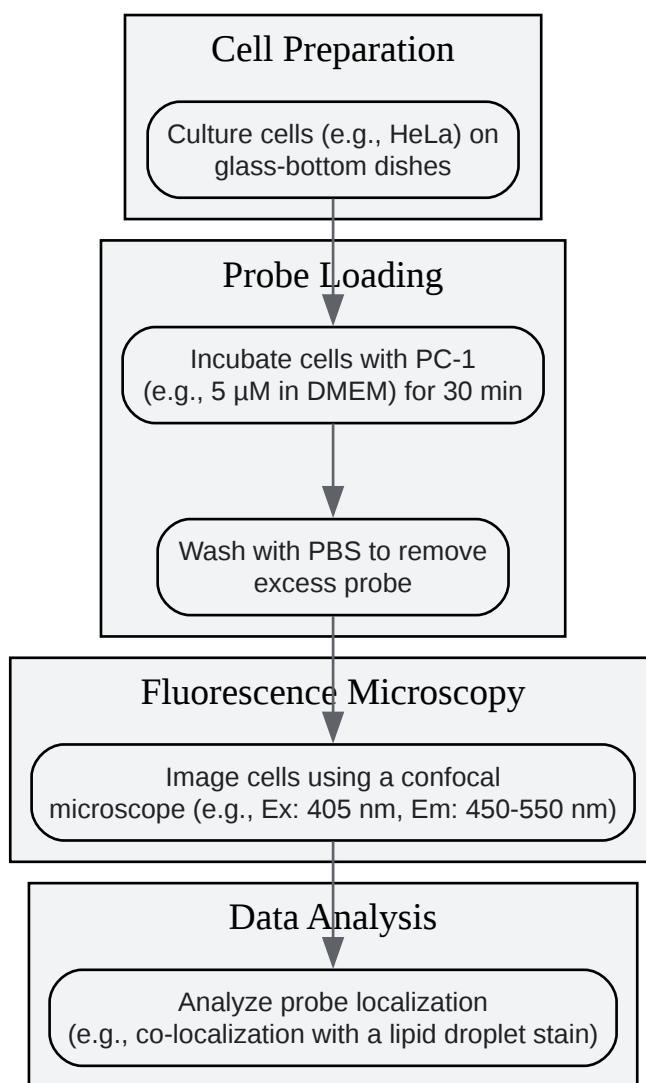 Cell Preparation
Culture cells (e.g., HeLa) on
glass-bottom dishes
Probe Loading
Incubate cells with PC-1
(e.g., 5 µM in DMEM) for 30 min
Wash with PBS to remove
excess probe
Fluorescence Microscopy
Image cells using a confocal
microscope (e.g., Ex: 405 nm, Em: 450-550 nm)
Data Analysis
Analyze probe localization
(e.g., co-localization with a lipid droplet stain)